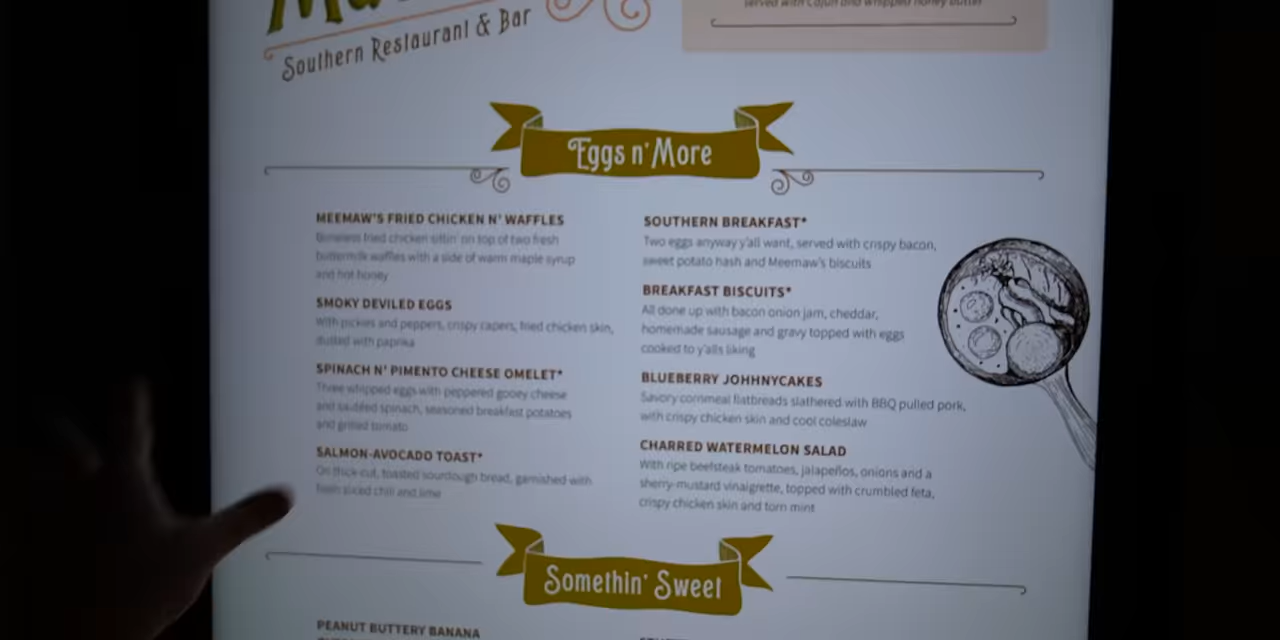 Southern Restaurant & Bar
served with Cajun and whipped honey butter
Eggs n' More
MEEMAW'S FRIED CHICKEN N' WAFFLES
Boneless fried chicken sittin' on top of two fresh
buttermilk waffles with a side of warm maple syrup
and hot honey
SMOKY DEVILED EGGS
With pickles and peppers, crispy capers, fried chicken skin,
dusted with paprika
SPINACH N' PIMENTO CHEESE OMELET*
Three whipped eggs with peppered gooey cheese
and sautéed spinach, seasoned breakfast potatoes
and grilled tomato
SALMON-AVOCADO TOAST*
On thick-cut, toasted sourdough bread, garnished with
fresh sliced chili and lime
SOUTHERN BREAKFAST*
Two eggs anyway y'all want, served with crispy bacon,
sweet potato hash and Meemaw's biscuits
BREAKFAST BISCUITS*
All done up with bacon onion jam, cheddar,
homemade sausage and gravy topped with eggs
cooked to y'alls liking
BLUEBERRY JOHHNYCAKES
Savory cornmeal flatbreads slathered with BBQ pulled pork,
with crispy chicken skin and cool coleslaw
CHARRED WATERMELON SALAD
With ripe beefsteak tomatoes, jalapeños, onions and a
sherry-mustard vinaigrette, topped with crumbled feta,
crispy chicken skin and torn mint
Somethin' Sweet
PEANUT BUTTERY BANANA